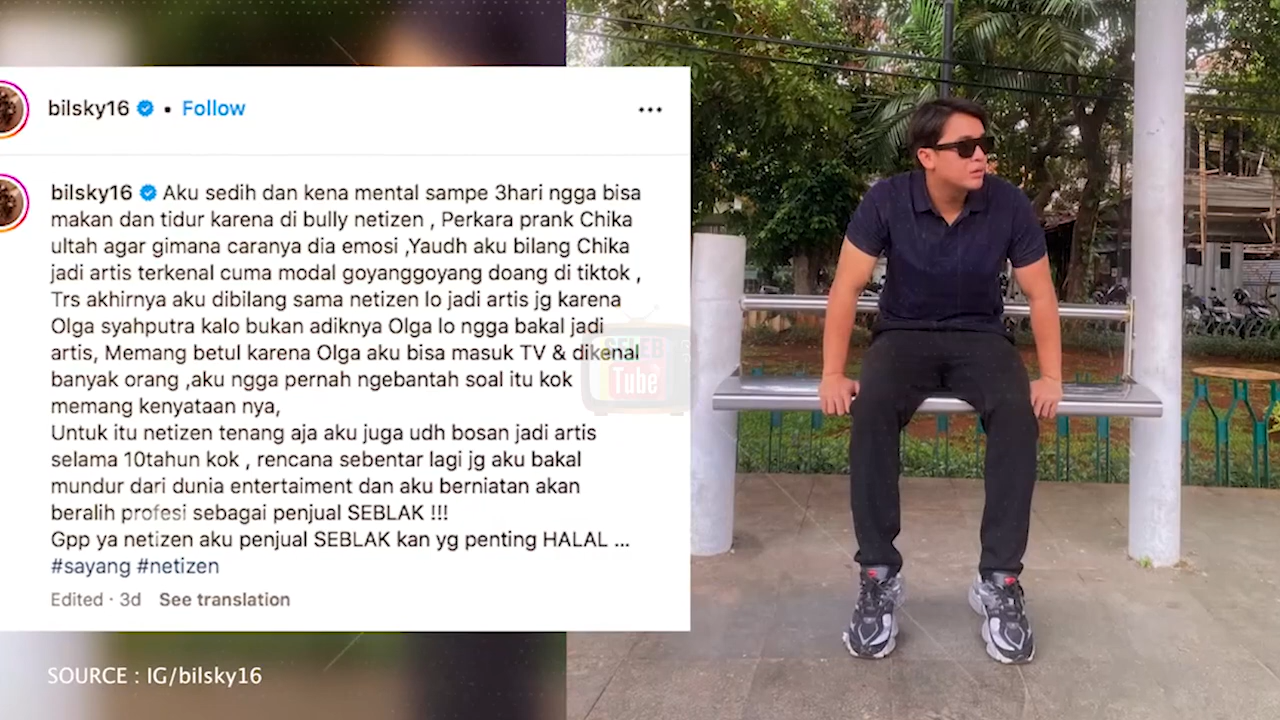 bilsky16 • Follow
bilsky16 Aku sedih dan kena mental sampe 3hari ngga bisa
makan dan tidur karena di bully netizen , Perkara prank Chika
ultah agar gimana caranya dia emosi ,Yaudh aku bilang Chika
jadi artis terkenal cuma modal goyanggoyang doang di tiktok ,
Trs akhirnya aku dibilang sama netizen lo jadi artis jg karena
Olga syahputra kalo bukan adiknya Olga lo ngga bakal jadi
artis, Memang betul karena Olga aku bisa masuk TV & dikenal
banyak orang ,aku ngga pernah ngebantah soal itu kok
memang kenyataan nya,
Untuk itu netizen tenang aja aku juga udh bosan jadi artis
selama 10tahun kok , rencana sebentar lagi jg aku bakal
mundur dari dunia entertaiment dan aku berniatan akan
beralih profesi sebagai penjual SEBLAK !!!
Gpp ya netizen aku penjual SEBLAK kan yg penting HALAL ...
#sayang #netizen
Edited · 3d See translation
SELEB
Tube
SOURCE : IG/bilsky16